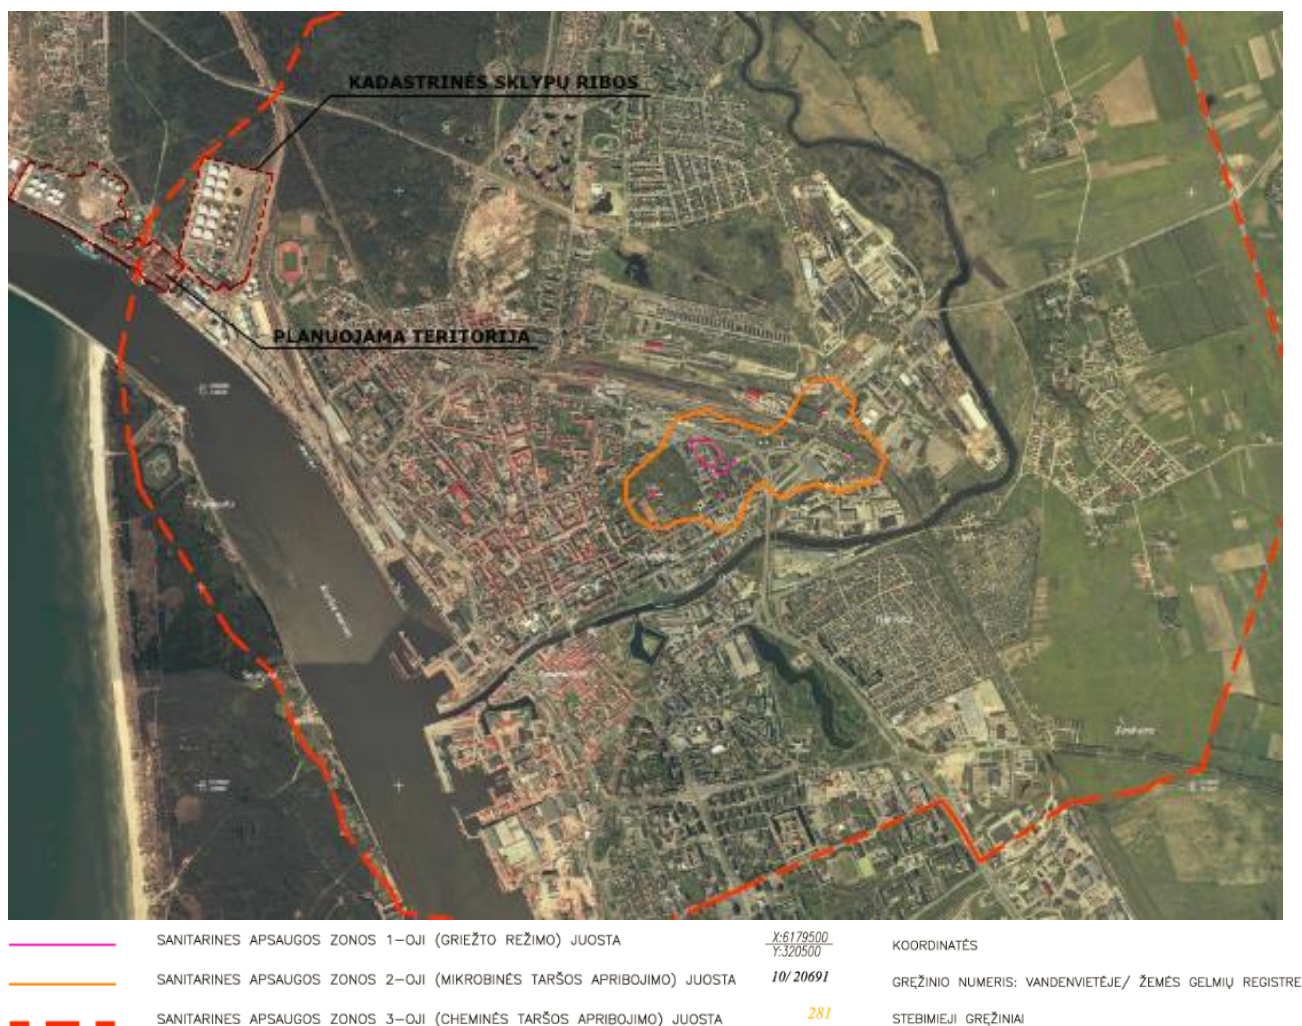 KADASTRINĖS SKLYPŲ RIBOS
PLANUOJAMA TERITORIJA
SANITARINES APSAUGOS ZONOS 1-OJI (GRIEŽTO REŽIMO) JUOSTA
X:6179500
Y:320500
KOORDINATĖS
SANITARINES APSAUGOS ZONOS 2-OJI (MIKROBINĖS TARŠOS APRIBOJIMO) JUOSTA
10/20691
GRĘŽINIO NUMERIS: VANDENVIETĖJE/ ŽEMĖS GELMIŲ REGISTRE
SANITARINES APSAUGOS ZONOS 3-OJI (CHEMINĖS TARŠOS APRIBOJIMO) JUOSTA
281
STEBIMIEJI GRĘŽINIAI